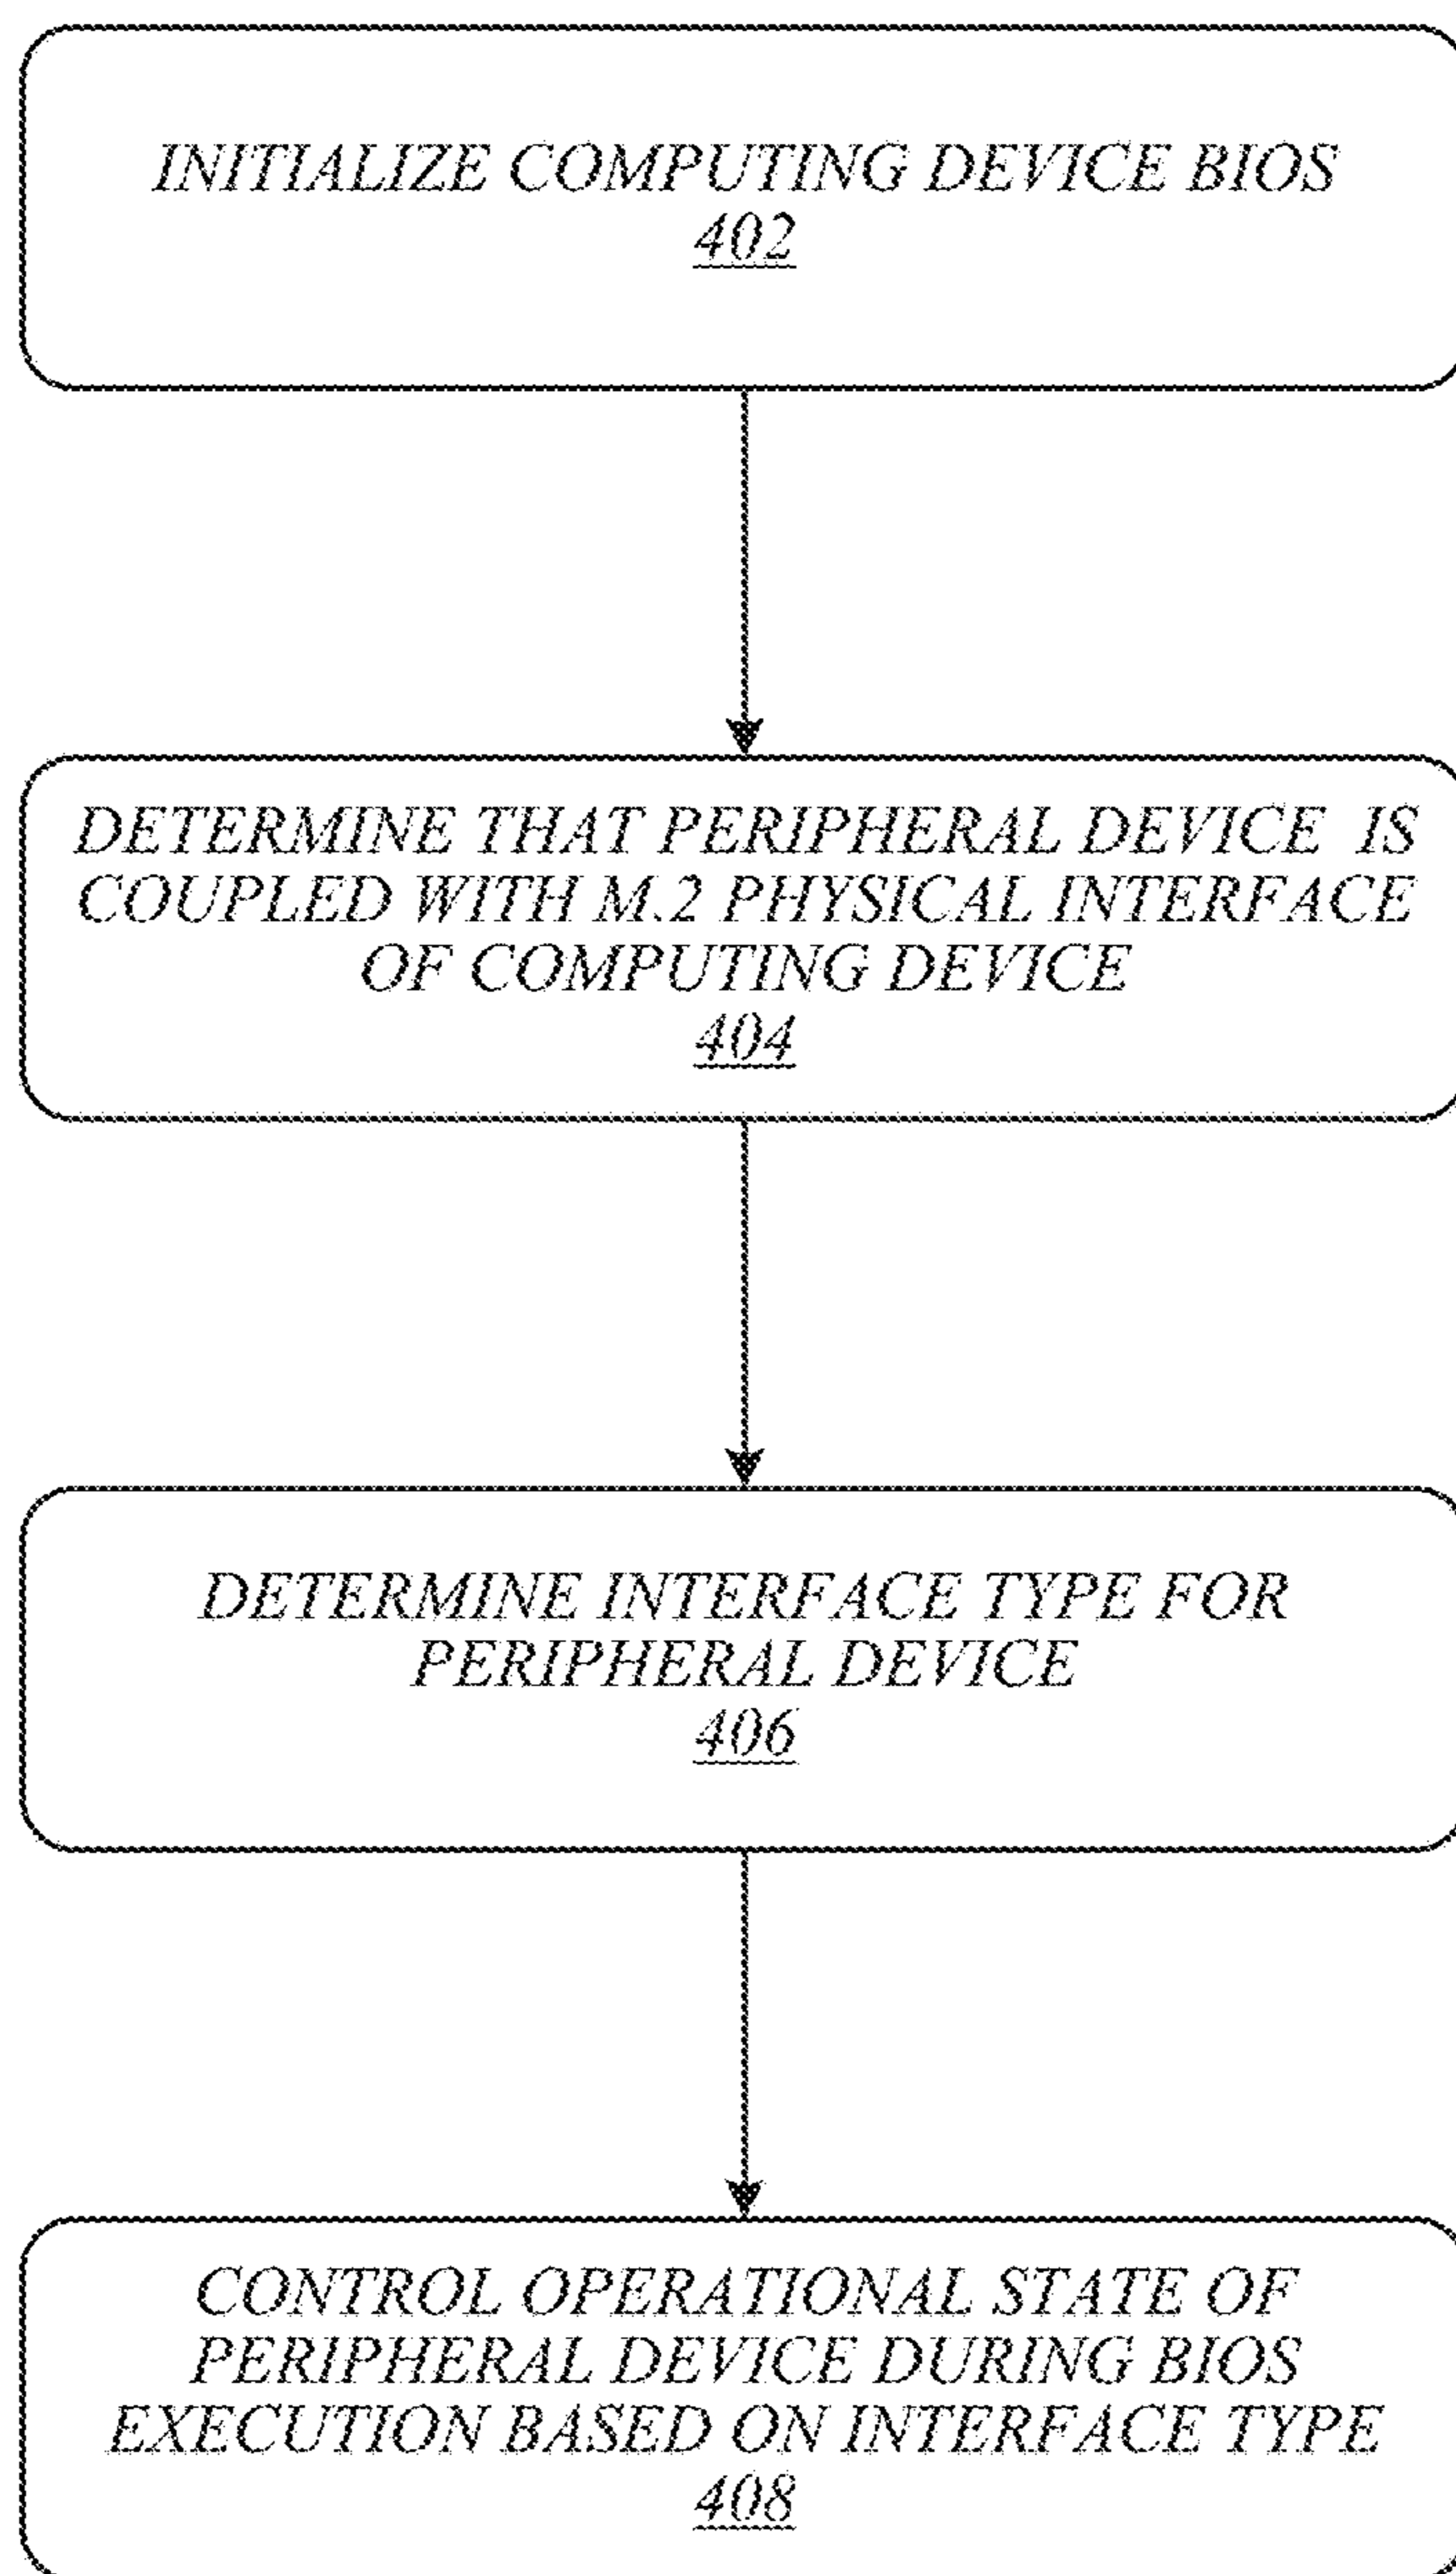 INITIALIZE COMPUTING DEVICE BIOS
402
DETERMINE THAT PERIPHERAL DEVICE IS
COUPLED WITH M.2 PHYSICAL INTERFACE
OF COMPUTING DEVICE
404
DETERMINE INTERFACE TYPE FOR
PERIPHERAL DEVICE
406
CONTROL OPERATIONAL STATE OF
PERIPHERAL DEVICE DURING BIOS
EXECUTION BASED ON INTERFACE TYPE
408